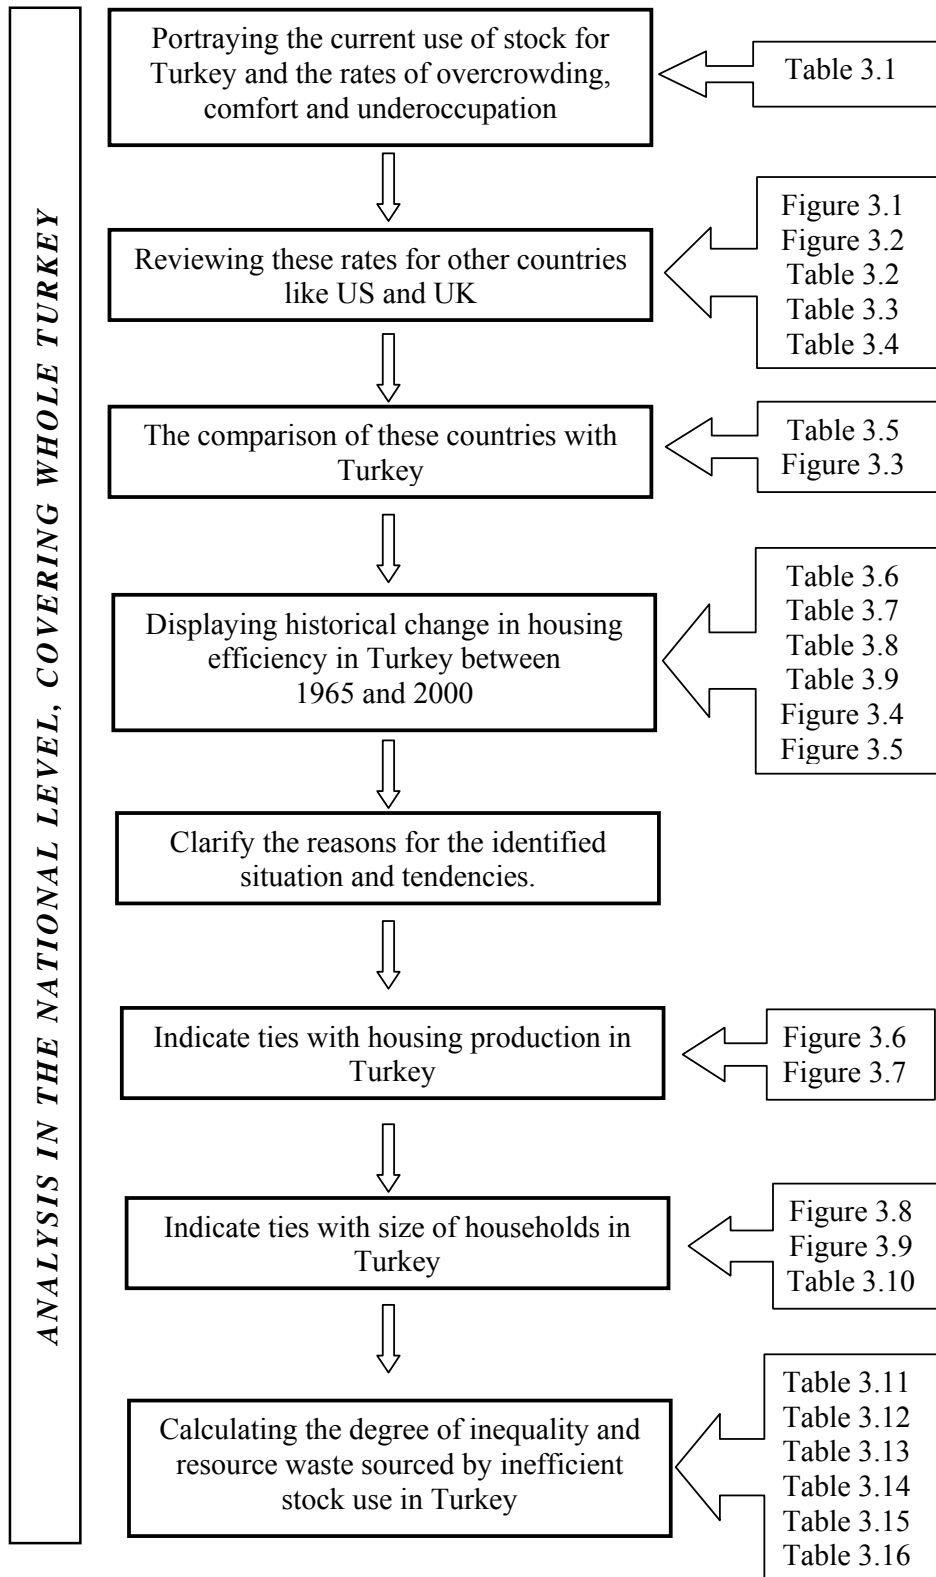 ANALYSIS IN THE NATIONAL LEVEL, COVERING WHOLE TURKEY
Portraying the current use of stock for
Turkey and the rates of overcrowding,
comfort and underoccupation
Table 3.1
Reviewing these rates for other countries
like US and UK
Figure 3.1
Figure 3.2
Table 3.2
Table 3.3
Table 3.4
The comparison of these countries with
Turkey
Table 3.5
Figure 3.3
Displaying historical change in housing
efficiency in Turkey between
1965 and 2000
Table 3.6
Table 3.7
Table 3.8
Table 3.9
Figure 3.4
Figure 3.5
Clarify the reasons for the identified
situation and tendencies.
Indicate ties with housing production in
Turkey
Figure 3.6
Figure 3.7
Indicate ties with size of households in
Turkey
Figure 3.8
Figure 3.9
Table 3.10
Calculating the degree of inequality and
resource waste sourced by inefficient
stock use in Turkey
Table 3.11
Table 3.12
Table 3.13
Table 3.14
Table 3.15
Table 3.16